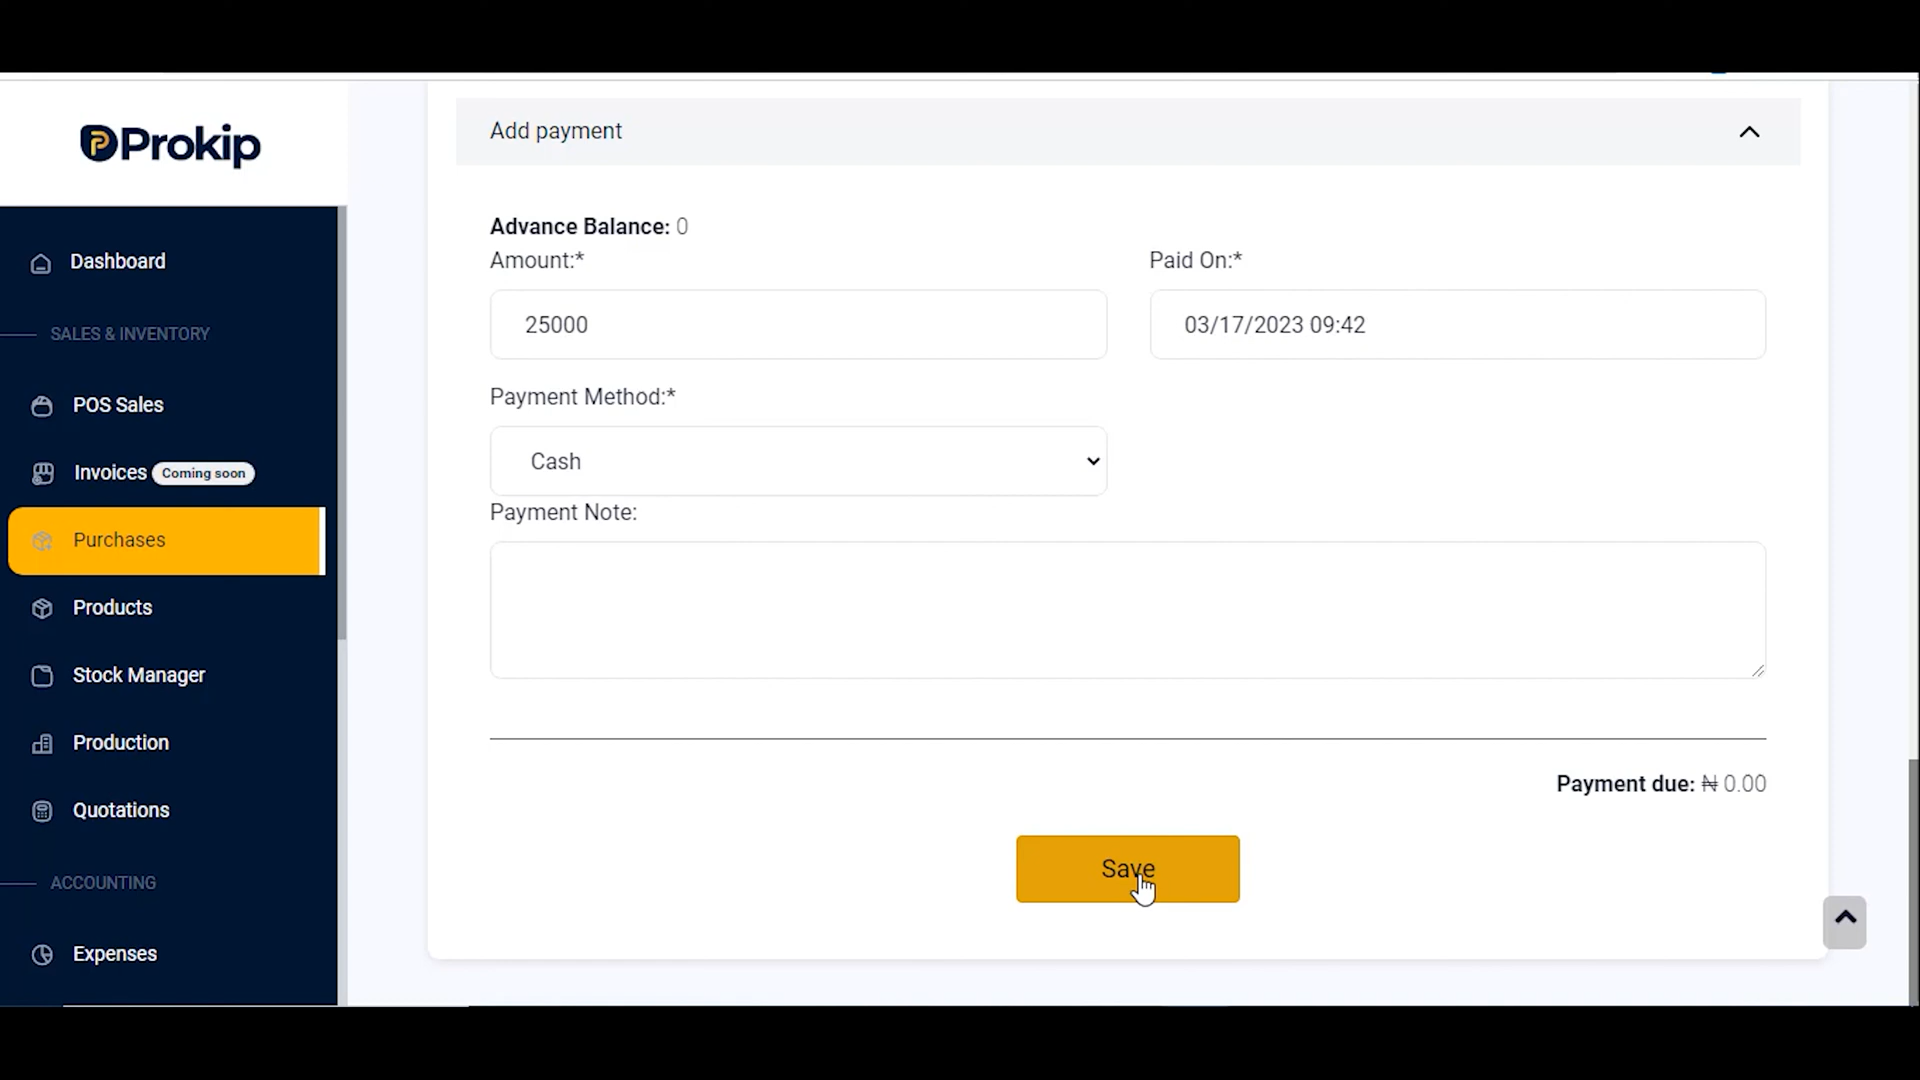 Prokip
Dashboard
SALES & INVENTORY
POS Sales
Invoices Coming soon
Purchases
Products
Stock Manager
Production
Quotations
ACCOUNTING
Expenses
Add payment
Advance Balance: 0
Amount:*
25000
Paid On:*
03/17/2023 09:42
Payment Method:*
Cash
Payment Note:
Payment due: ₦ 0.00
Save